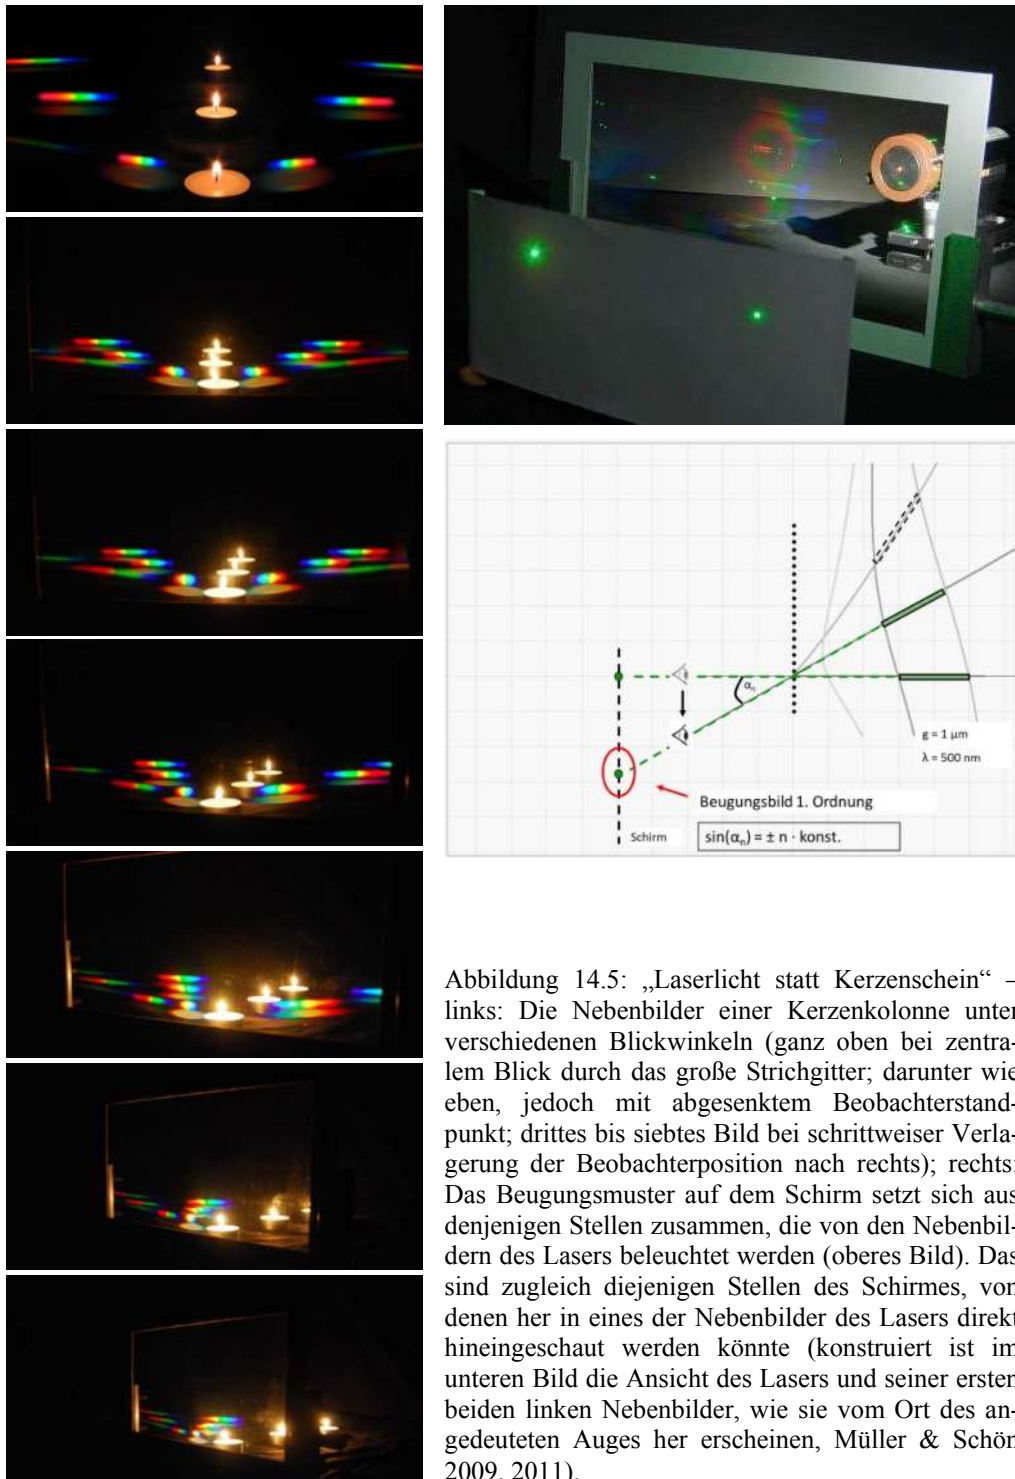 αₙ
g = 1 μm
λ = 500 nm
Beugungsbild 1. Ordnung
Schirm
sin(αₙ) = ± n · konst.
Abbildung 14.5: „Laserlicht statt Kerzenschein“ –
links: Die Nebenbilder einer Kerzenkolonne unter
verschiedenen Blickwinkeln (ganz oben bei zentra-
lem Blick durch das große Strichgitter; darunter wie
eben, jedoch mit abgesenktem Beobachterstand-
punkt; drittes bis siebtes Bild bei schrittweiser Verla-
gerung der Beobachterposition nach rechts); rechts:
Das Beugungsmuster auf dem Schirm setzt sich aus
denjenigen Stellen zusammen, die von den Nebenbil-
dern des Lasers beleuchtet werden (oberes Bild). Das
sind zugleich diejenigen Stellen des Schirmes, von
denen her in eines der Nebenbilder des Lasers direkt
hineingeschaut werden könnte (konstruiert ist im
unteren Bild die Ansicht des Lasers und seiner ersten
beiden linken Nebenbilder, wie sie vom Ort des an-
gedeuteten Auges her erscheinen, Müller & Schön
2009, 2011).